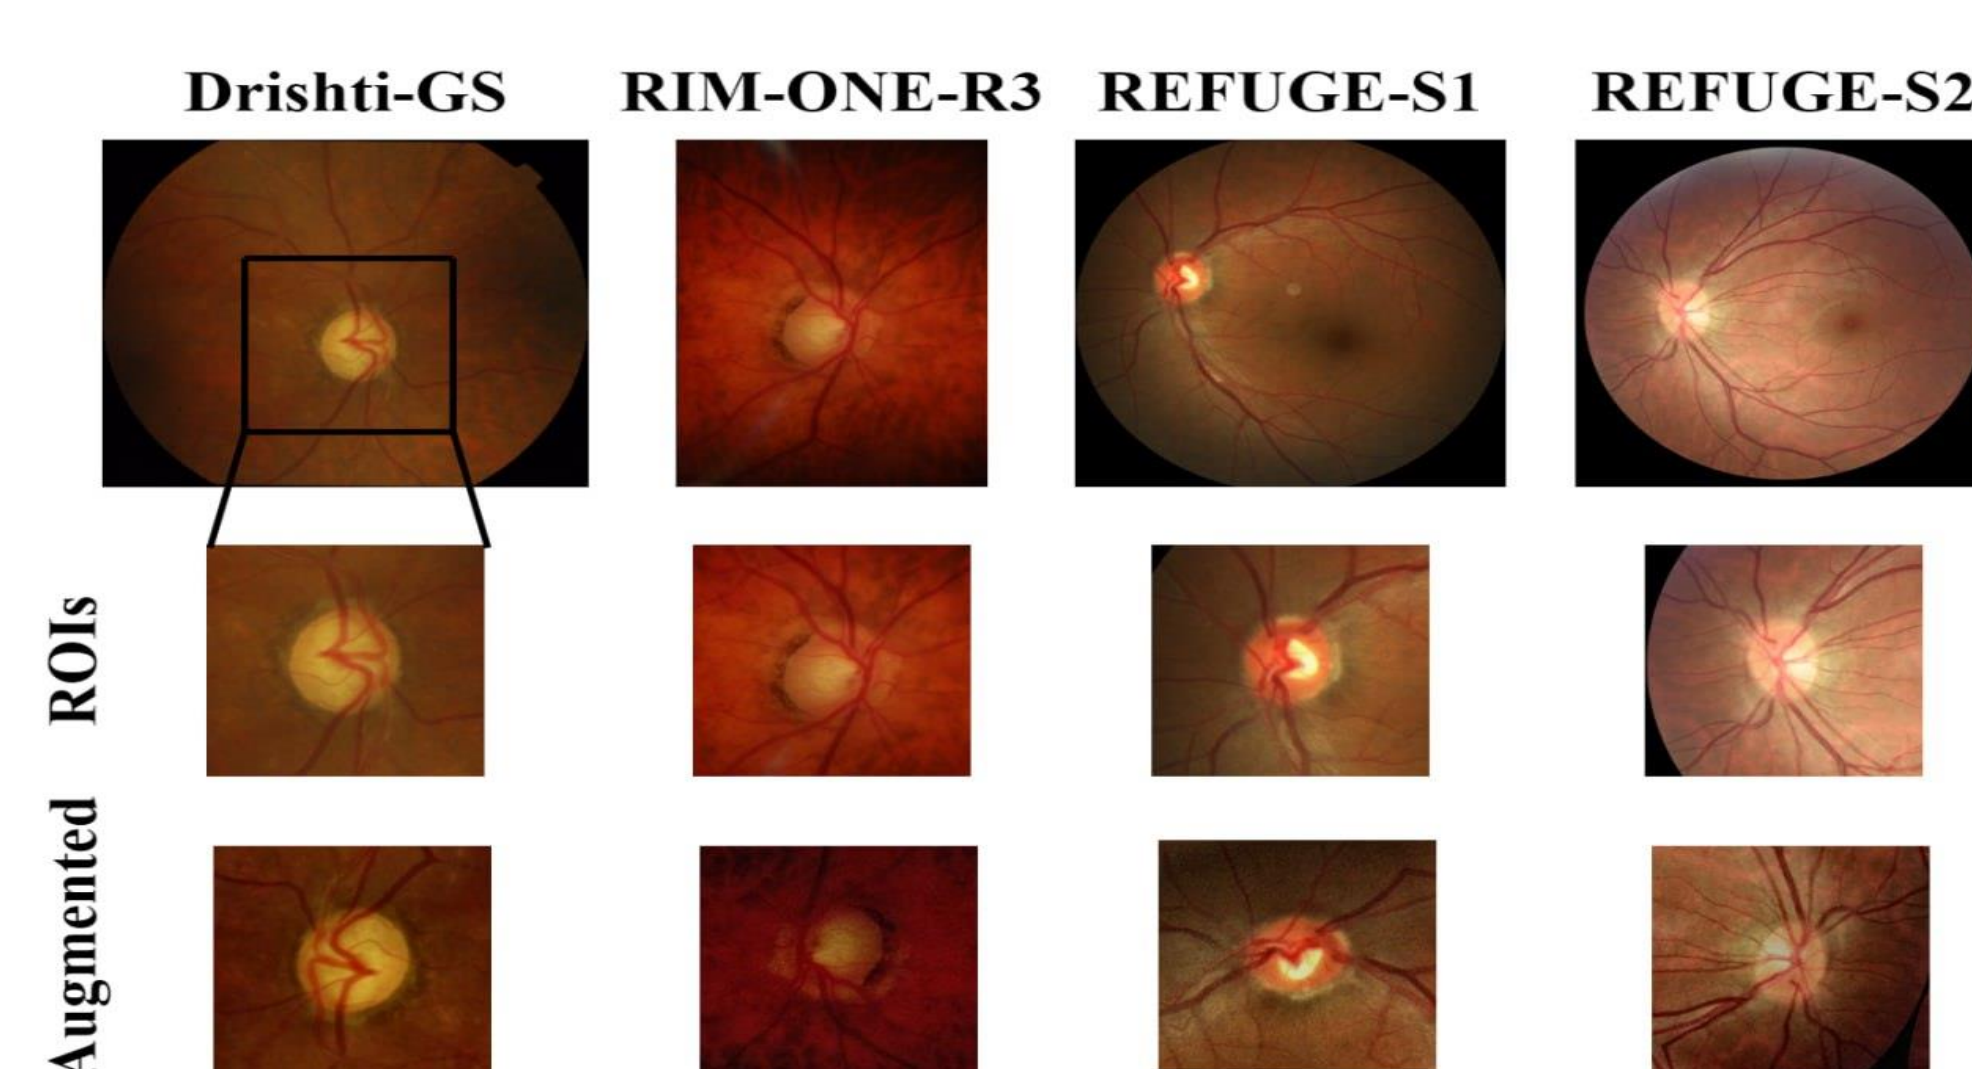 Drishti-GS
RIM-ONE-R3
REFUGE-S1
REFUGE-S2
ROIs
Augmented